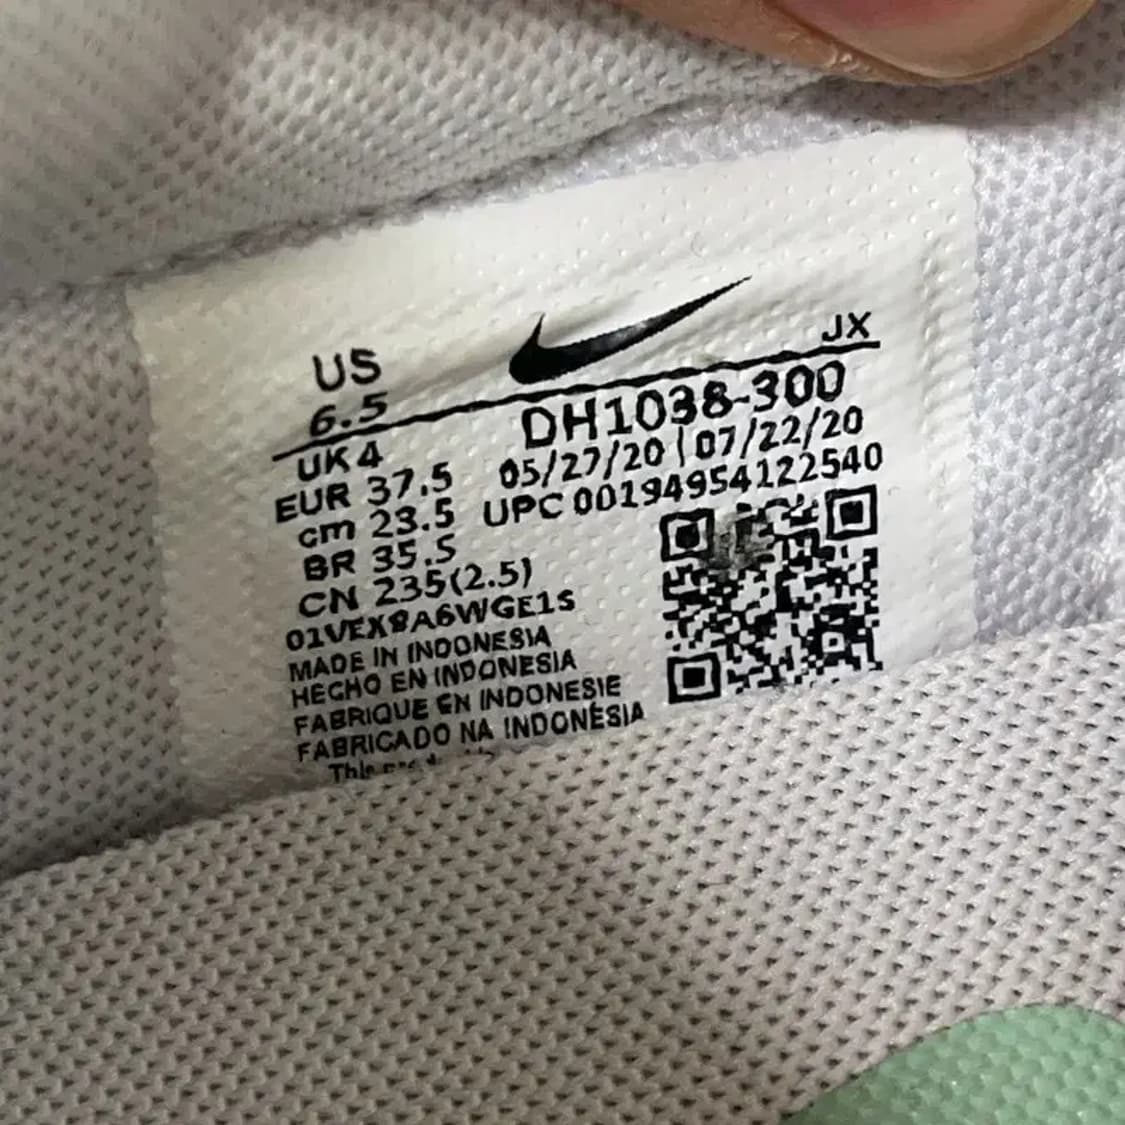 JX
US
6.5
DH1038-300
05/27/20 | 07/22/20
UPC 00194954122540
UK 4
EUR 37.5
cm 23.5
BR 35.5
CN 235(2.5)
01VEX8A6WGE1S
MADE IN INDONESIA
HECHO EN INDONESIA
FABRIQUE EN INDONESIE
FABRICADO NA INDONÉSIA
This